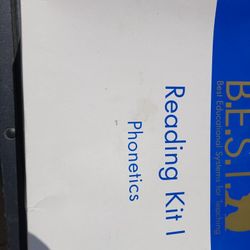 B.E.S.T.
Best Educational Systems for Teaching
Reading Kit I
Phonetics